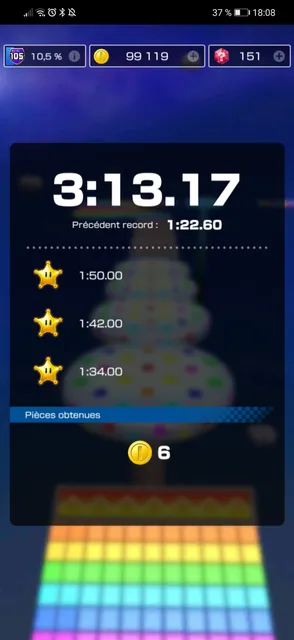 37 % 18:08
105 10,5 % i 99 119 + 151 +
3:13.17
Précédent record : 1:22.60
1:50.00
1:42.00
1:34.00
Pièces obtenues
6